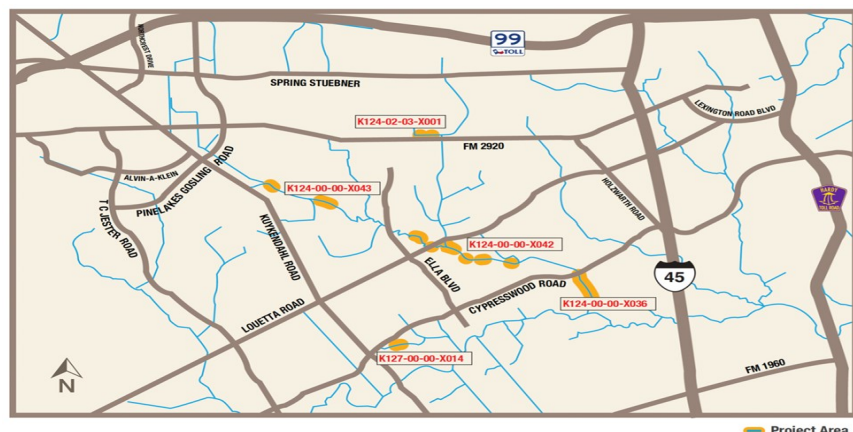 NORTHCREST DRIVE
99
TOLL
SPRING STUEBNER
LEXINGTON ROAD BLVD
K124-02-03-X001
FM 2920
ALVIN-A-KLEIN
PINELAKES GOSLING ROAD
K124-00-00-X043
HOLZWARTH ROAD
HARDY
TOLL ROAD
T C JESTER ROAD
KUYKENDAHL ROAD
K124-00-00-X042
ELLA BLVD
45
CYPRESSWOOD ROAD
K124-00-00-X036
LOUETTA ROAD
K127-00-00-X014
FM 1960
N
Project Area